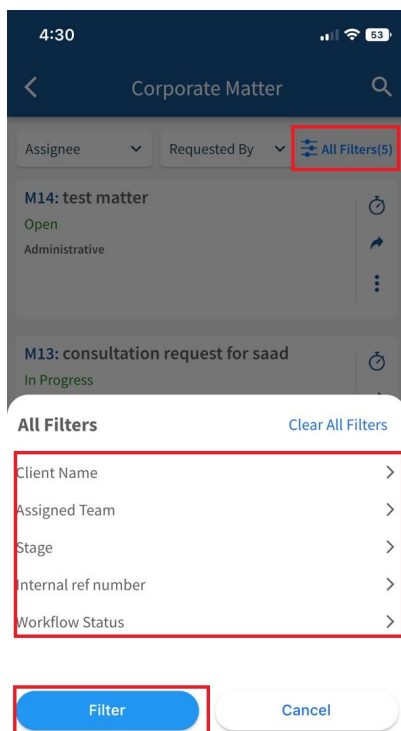 4:30
53
Corporate Matter
Assignee
Requested By
All Filters(5)
M14: test matter
Open
Administrative
M13: consultation request for saad
In Progress
All Filters
Clear All Filters
Client Name
Assigned Team
Stage
Internal ref number
Workflow Status
Filter
Cancel